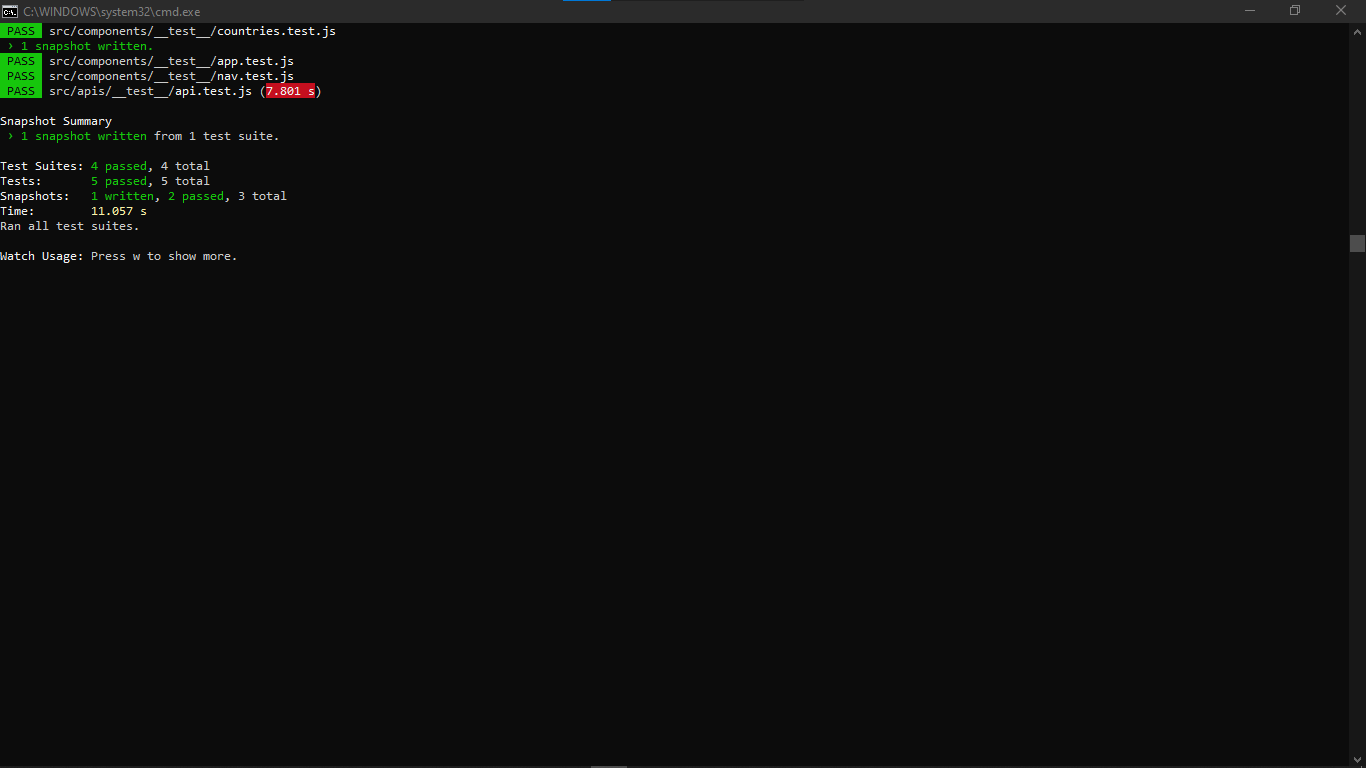 C:\WINDOWS\system32\cmd.exe
PASS src/components/__test__/countries.test.js
› 1 snapshot written.
PASS src/components/__test__/app.test.js
PASS src/components/__test__/nav.test.js
PASS src/apis/__test__/api.test.js (7.801 s)
Snapshot Summary
› 1 snapshot written from 1 test suite.
Test Suites: 4 passed, 4 total
Tests: 5 passed, 5 total
Snapshots: 1 written, 2 passed, 3 total
Time: 11.057 s
Ran all test suites.
Watch Usage: Press w to show more.